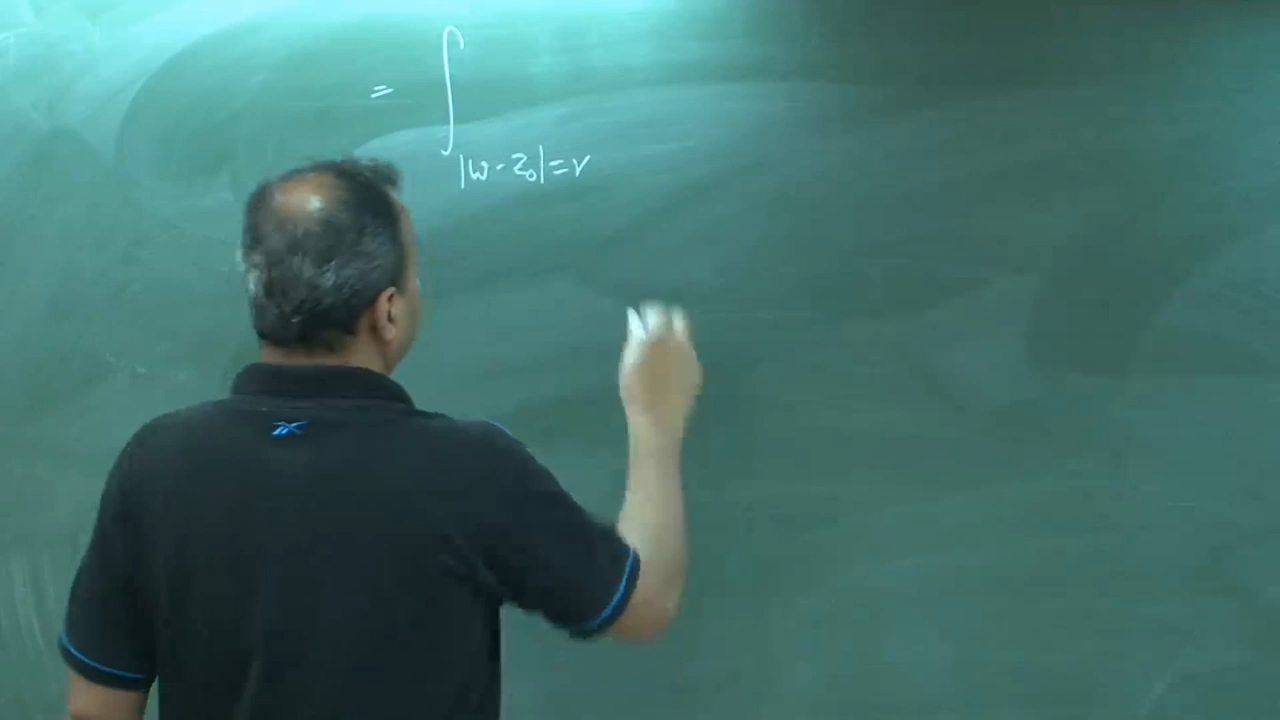 = ∫
|w - z₀| = r